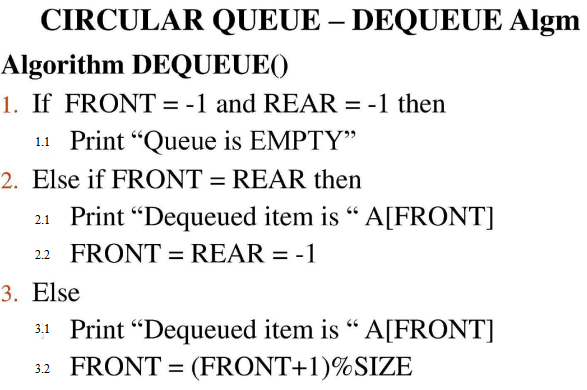 CIRCULAR QUEUE – DEQUEUE Algm
Algorithm DEQUEUE()
1. If FRONT = -1 and REAR = -1 then
1.1 Print “Queue is EMPTY”
2. Else if FRONT = REAR then
2.1 Print “Dequeued item is “ A[FRONT]
2.2 FRONT = REAR = -1
3. Else
3.1 Print “Dequeued item is “ A[FRONT]
3.2 FRONT = (FRONT+1)%SIZE